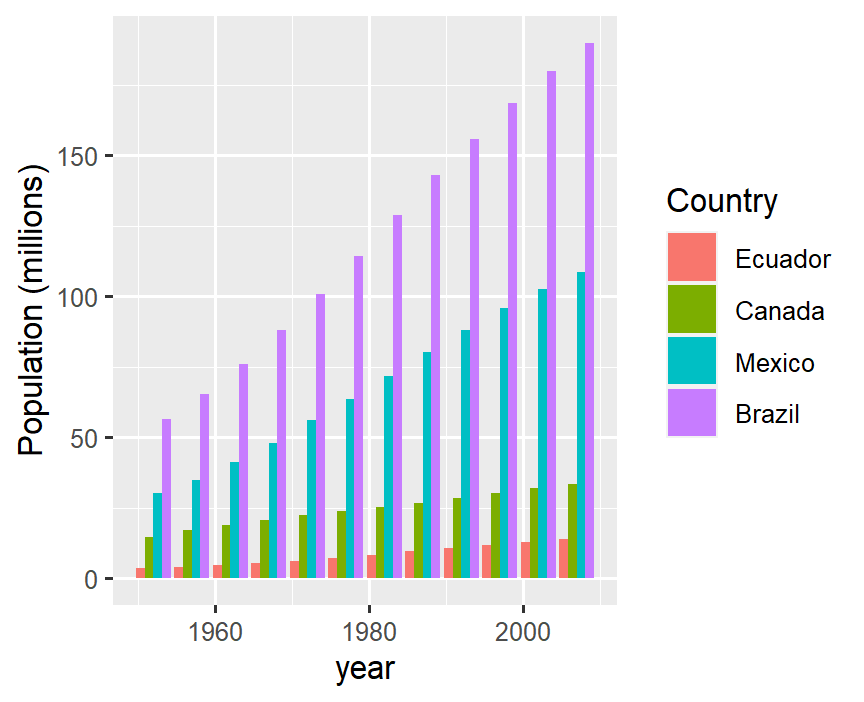 Population (millions)
150
100
50
0
1960 1980 2000
year
Country
Ecuador
Canada
Mexico
Brazil